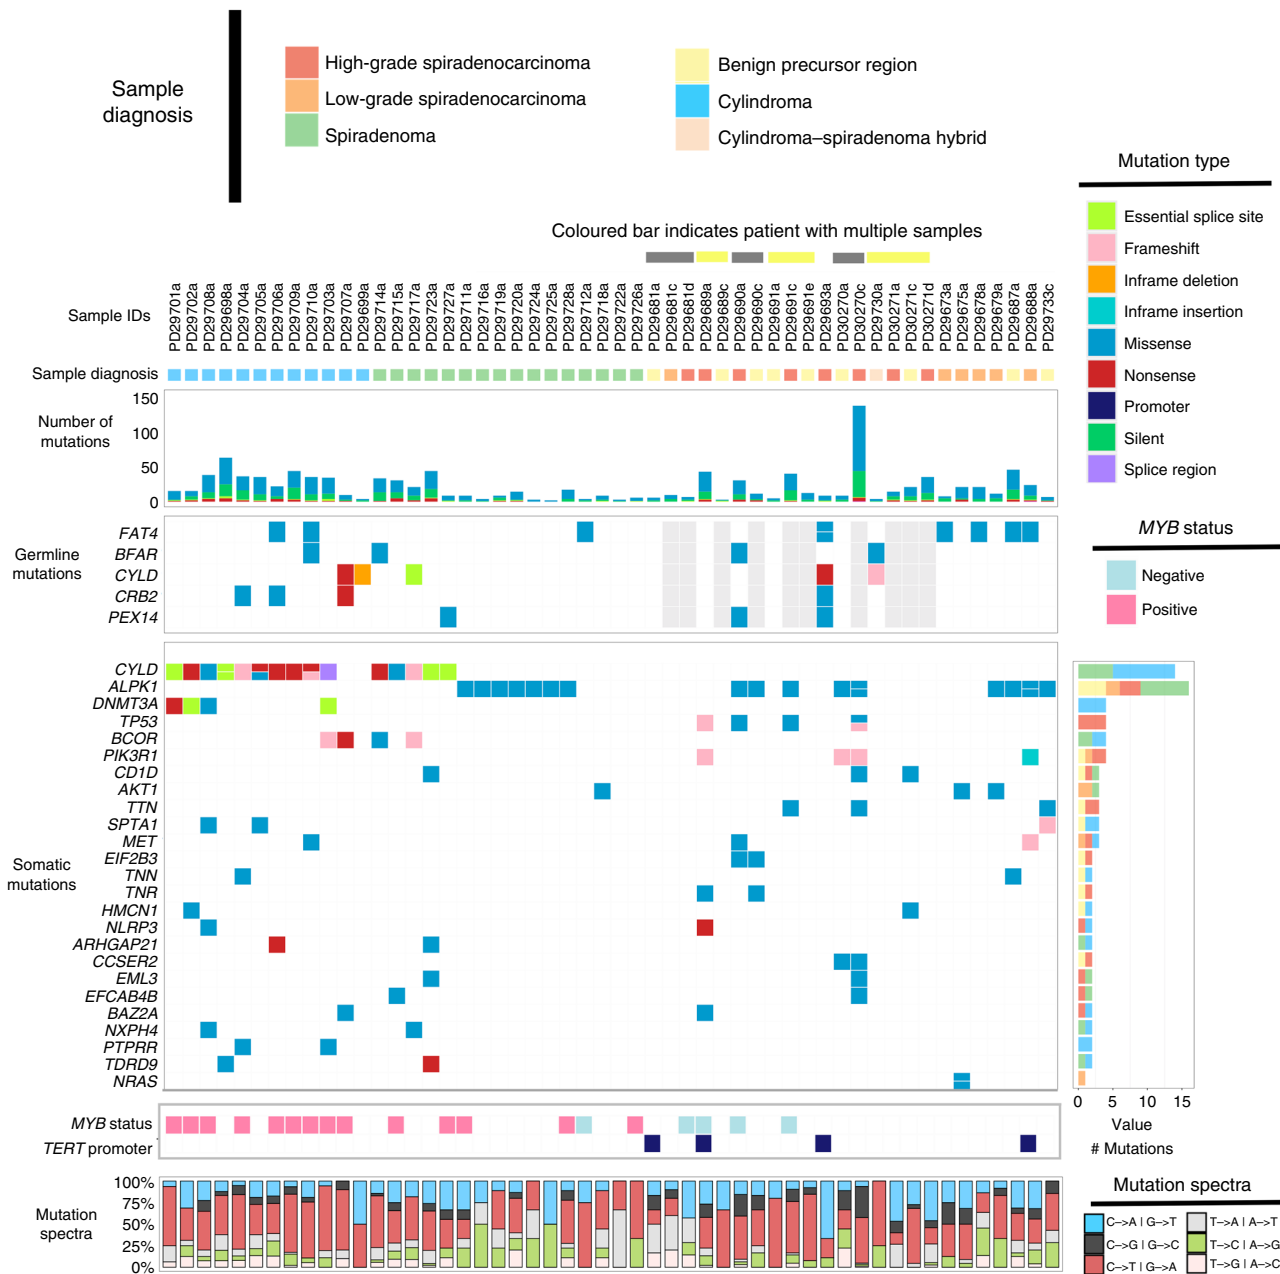 Sample diagnosis
High-grade spiradenocarcinoma
Low-grade spiradenocarcinoma
Spiradenoma
Benign precursor region
Cylindroma
Cylindroma–spiradenoma hybrid
Mutation type
Essential splice site
Frameshift
Inframe deletion
Inframe insertion
Missense
Nonsense
Promoter
Silent
Splice region
MYB status
Negative
Positive
Coloured bar indicates patient with multiple samples
Sample IDs
PD29701a
PD29702a
PD29708a
PD29698a
PD29704a
PD29705a
PD29706a
PD29709a
PD29710a
PD29703a
PD29707a
PD29699a
PD29714a
PD29715a
PD29717a
PD29723a
PD29727a
PD29711a
PD29716a
PD29719a
PD29720a
PD29724a
PD29725a
PD29728a
PD29712a
PD29718a
PD29722a
PD29726a
PD29681a
PD29681c
PD29681d
PD29689a
PD29689c
PD29690a
PD29690c
PD29691a
PD29691c
PD29691e
PD29693a
PD30270a
PD30270c
PD29730a
PD30271a
PD30271c
PD30271d
PD29673a
PD29675a
PD29678a
PD29679a
PD29687a
PD29688a
PD29733c
Sample diagnosis
Number of mutations
150
100
50
0
Germline mutations
FAT4
BFAR
CYLD
CRB2
PEX14
Somatic mutations
CYLD
ALPK1
DNMT3A
TP53
BCOR
PIK3R1
CD1D
AKT1
TTN
SPTA1
MET
EIF2B3
TNN
TNR
HMCN1
NLRP3
ARHGAP21
CCSER2
EML3
EFCAB4B
BAZ2A
NXPH4
PTPRR
TDRD9
NRAS
0 5 10 15
Value
# Mutations
MYB status
TERT promoter
Mutation spectra
100%
75%
50%
25%
0%
Mutation spectra
C->A | G->T
C->G | G->C
C->T | G->A
T->A | A->T
T->C | A->G
T->G | A->C